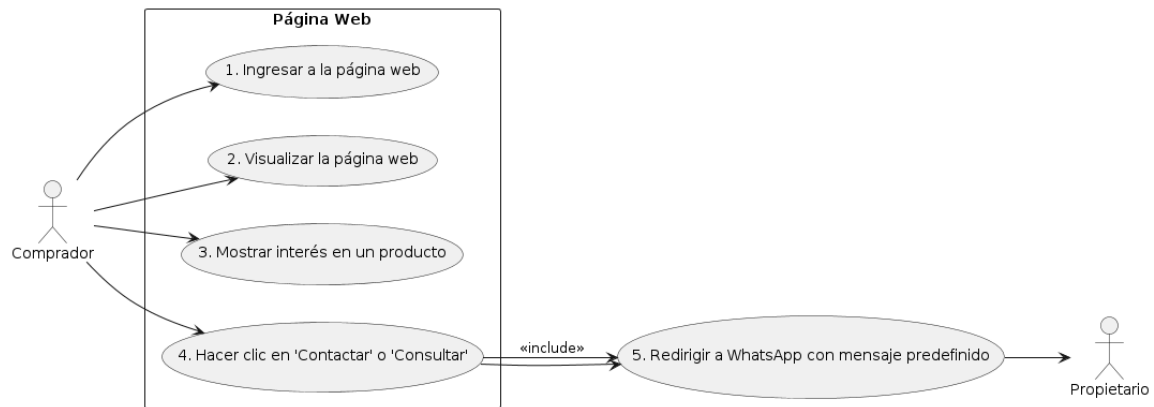 Página Web
1. Ingresar a la página web
2. Visualizar la página web
Comprador
3. Mostrar interés en un producto
4. Hacer clic en 'Contactar' o 'Consultar'
«include»
5. Redirigir a WhatsApp con mensaje predefinido
Propietario